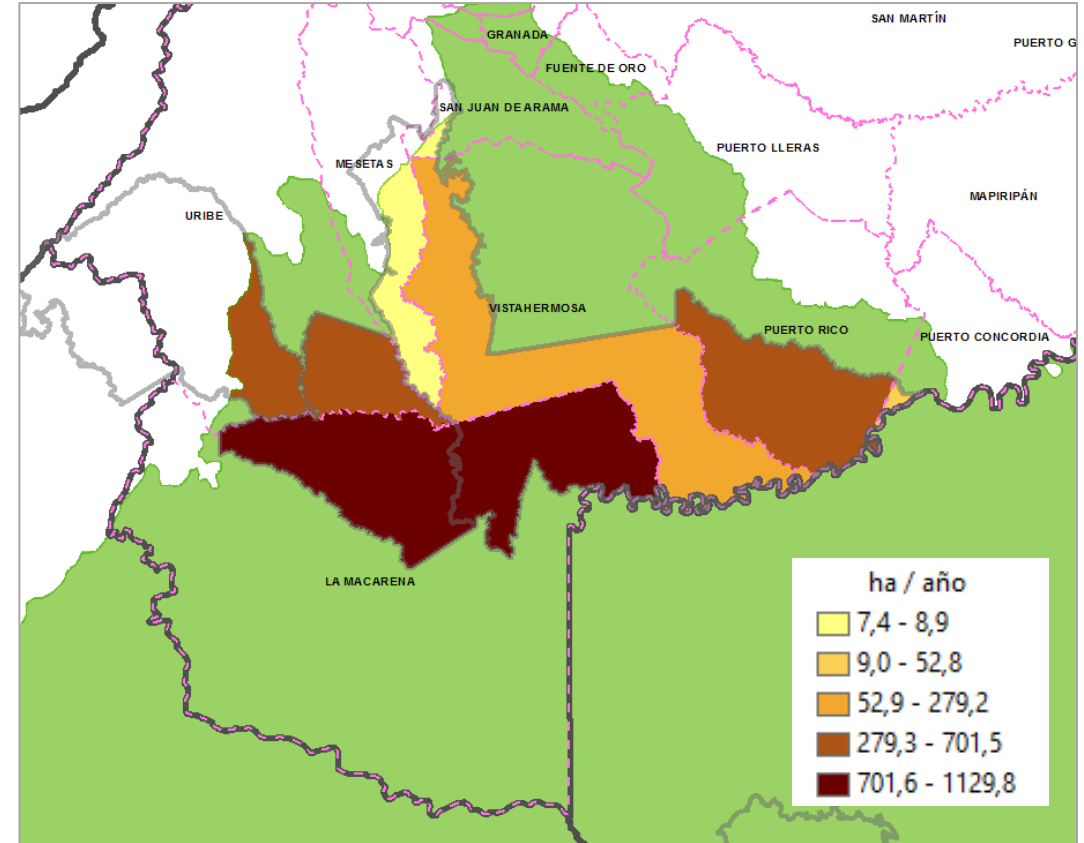 SAN MARTÍN
GRANADA
PUERTO G
FUENTE DE ORO
SAN JUAN DE ARAMA
PUERTO LLERAS
MESETAS
MAPIRIPÁN
URIBE
VISTAHERMOSA
PUERTO RICO
PUERTO CONCORDIA
LA MACARENA
ha / año
7,4 - 8,9
9,0 - 52,8
52,9 - 279,2
279,3 - 701,5
701,6 - 1129,8